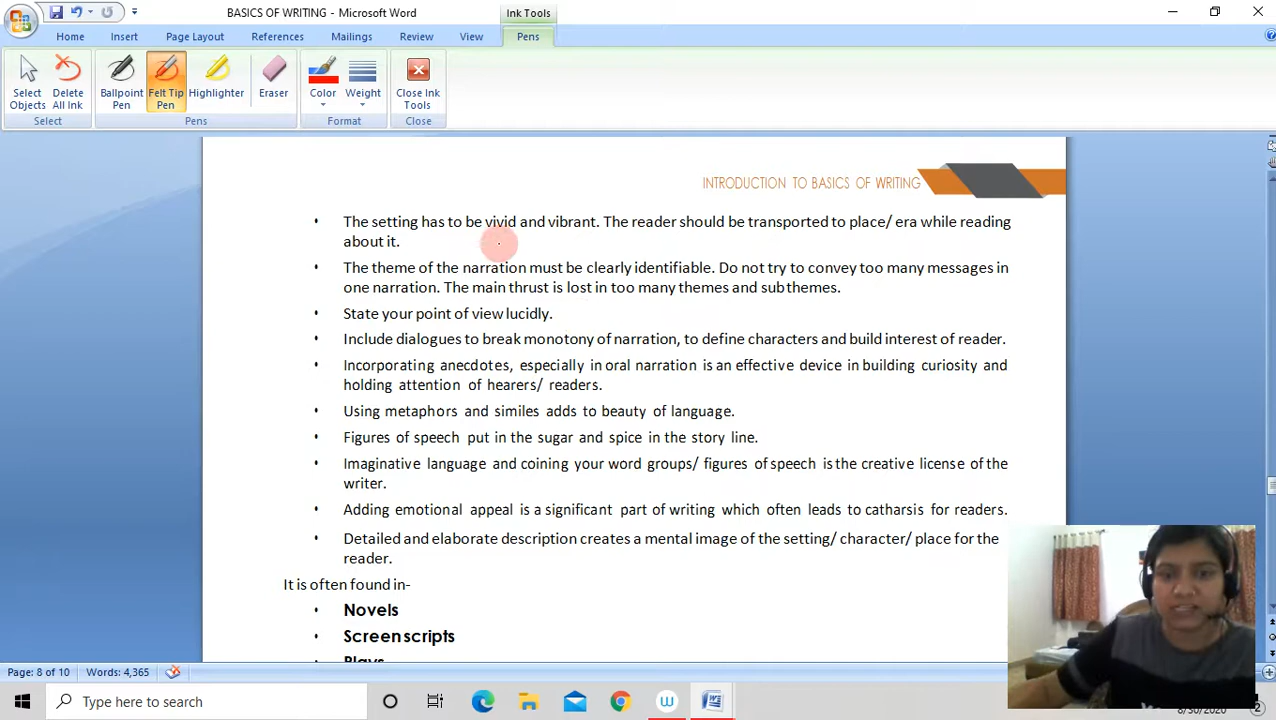 BASICS OF WRITING - Microsoft Word
Ink Tools
Home Insert Page Layout References Mailings Review View Pens
Select Objects
Delete All Ink
Ballpoint Pen
Felt Tip Pen
Highlighter
Eraser
Color
Weight
Close Ink Tools
Select Pens Format Close
INTRODUCTION TO BASICS OF WRITING
• The setting has to be vivid and vibrant. The reader should be transported to place/ era while reading
about it.
• The theme of the narration must be clearly identifiable. Do not try to convey too many messages in
one narration. The main thrust is lost in too many themes and subthemes.
• State your point of view lucidly.
• Include dialogues to break monotony of narration, to define characters and build interest of reader.
• Incorporating anecdotes, especially in oral narration is an effective device in building curiosity and
holding attention of hearers/ readers.
• Using metaphors and similes adds to beauty of language.
• Figures of speech put in the sugar and spice in the story line.
• Imaginative language and coining your word groups/ figures of speech is the creative license of the
writer.
• Adding emotional appeal is a significant part of writing which often leads to catharsis for readers.
• Detailed and elaborate description creates a mental image of the setting/ character/ place for the
reader.
It is often found in-
• Novels
• Screen scripts
• Plays
Page: 8 of 10 Words: 4,365
Type here to search
8/30/2020
2